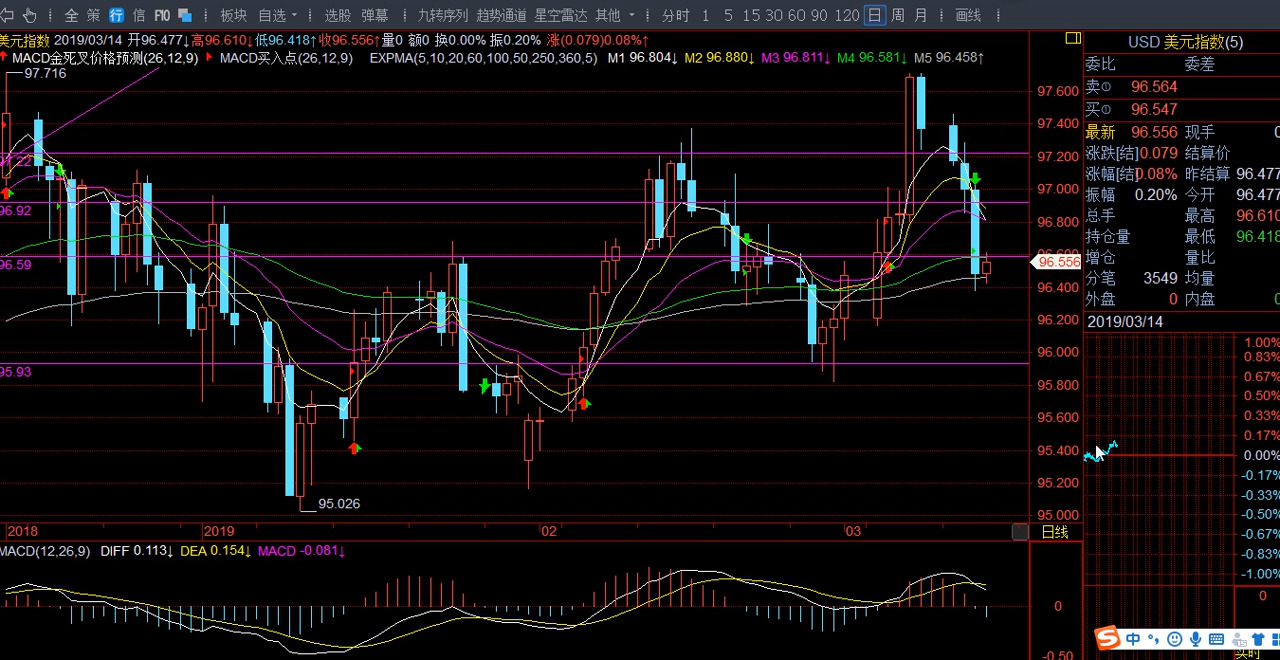 全 策 行 信 F10 板块 自选 选股 弹幕 九转序列 趋势通道 星空雷达 其他 分时 1 5 15 30 60 90 120 日 周 月 画线
美元指数 2019/03/14 开96.477↓高96.610↓低96.418↑收96.556↑量0 额0 换0.00% 振0.20% 涨(0.079)0.08%↑
MACD金死叉价格预测(26,12,9) MACD买入点(26,12,9) EXPMA(5,10,20,60,100,50,250,360,5) M1 96.804↓ M2 96.880↓ M3 96.811↓ M4 96.581↓ M5 96.458↑
97.716
97.600
97.400
97.22
97.200
97.000
96.92
96.800
96.600
96.59
96.556
96.400
96.200
96.000
95.93
95.800
95.600
95.400
95.200
95.026
95.000
2018 2019 02 03 日线
MACD(12,26,9) DIFF 0.113↓ DEA 0.154↓ MACD -0.081↓
0
-0.50
USD 美元指数(5)
委比 委差
卖① 96.564
买① 96.547
最新 96.556 现手 0
涨跌[结]0.079 结算价
涨幅[结]0.08% 昨结算 96.477
振幅 0.20% 今开 96.477
总手 最高 96.610
持仓量 最低 96.418
增仓 量比
分笔 3549 均量
外盘 0 内盘 0
2019/03/14
1.00%
0.83%
0.67%
0.50%
0.33%
0.17%
0.00%
-0.17%
-0.33%
-0.50%
-0.67%
-0.83%
-1.00%
0
S 中
实时